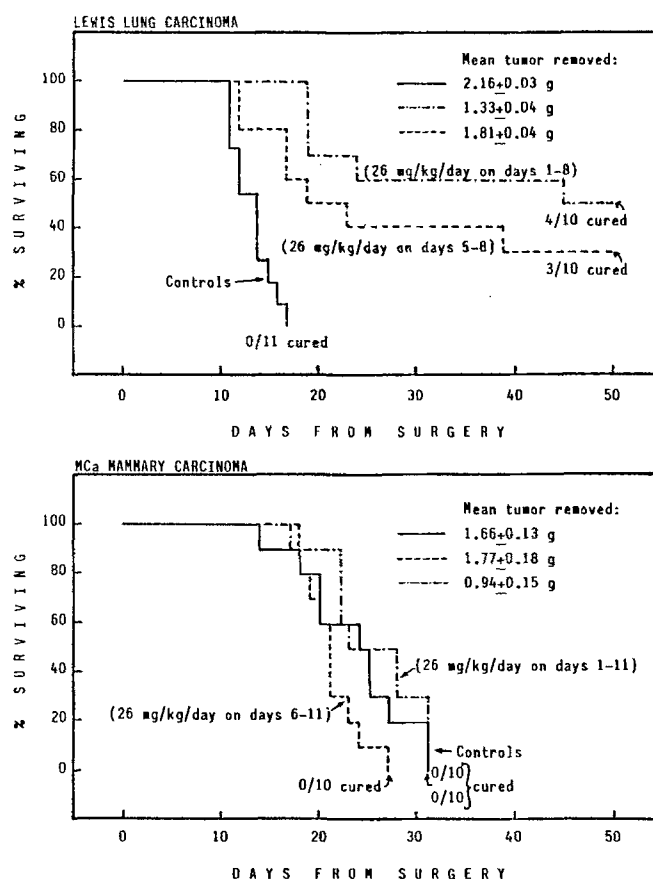 LEWIS LUNG CARCINOMA
Mean tumor removed:
2.16±0.03 g
1.33±0.04 g
1.81±0.04 g
100
80
60
40
20
0
% SURVIVING
(26 mg/kg/day on days 1-8)
4/10 cured
(26 mg/kg/day on days 5-8)
3/10 cured
Controls
0/11 cured
0 10 20 30 40 50
DAYS FROM SURGERY
MCa MAMMARY CARCINOMA
Mean tumor removed:
1.66±0.13 g
1.77±0.18 g
0.94±0.15 g
100
80
60
40
20
0
% SURVIVING
(26 mg/kg/day on days 1-11)
(26 mg/kg/day on days 6-11)
Controls
0/10 cured
0/10
0/10
cured
0 10 20 30 40 50
DAYS FROM SURGERY